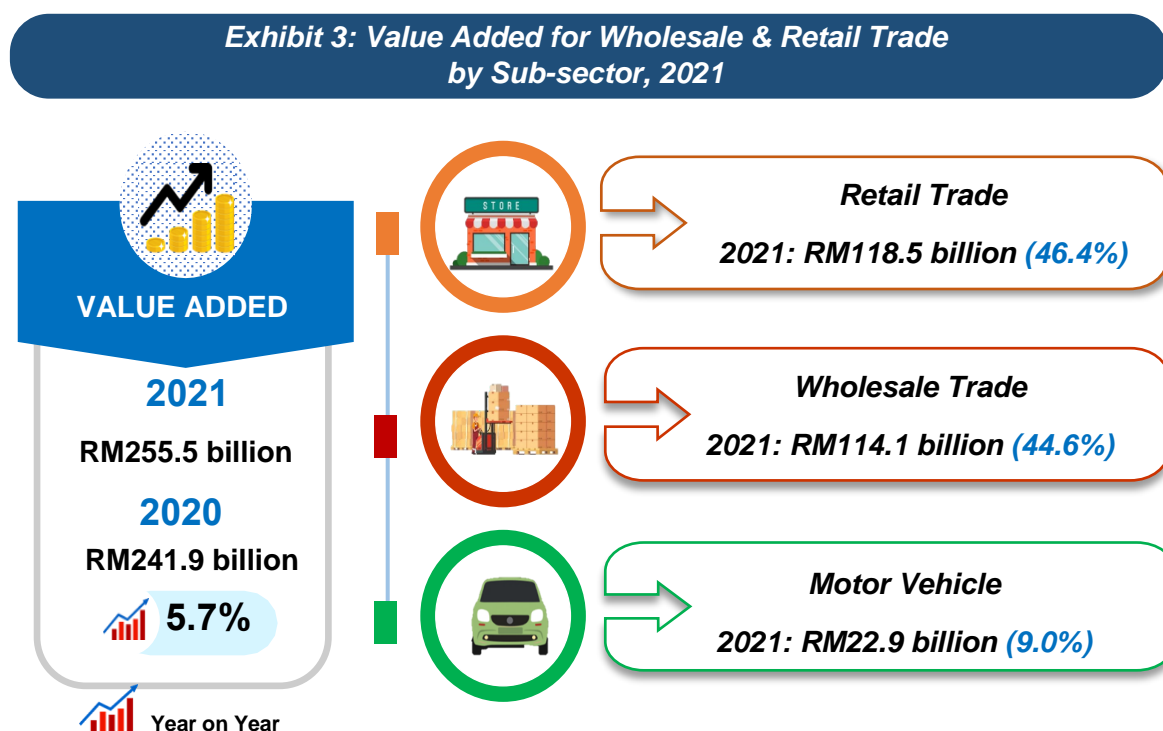 Exhibit 3: Value Added for Wholesale & Retail Trade
by Sub-sector, 2021
VALUE ADDED
2021
RM255.5 billion
2020
RM241.9 billion
5.7%
Year on Year
STORE
Retail Trade
2021: RM118.5 billion (46.4%)
Wholesale Trade
2021: RM114.1 billion (44.6%)
Motor Vehicle
2021: RM22.9 billion (9.0%)